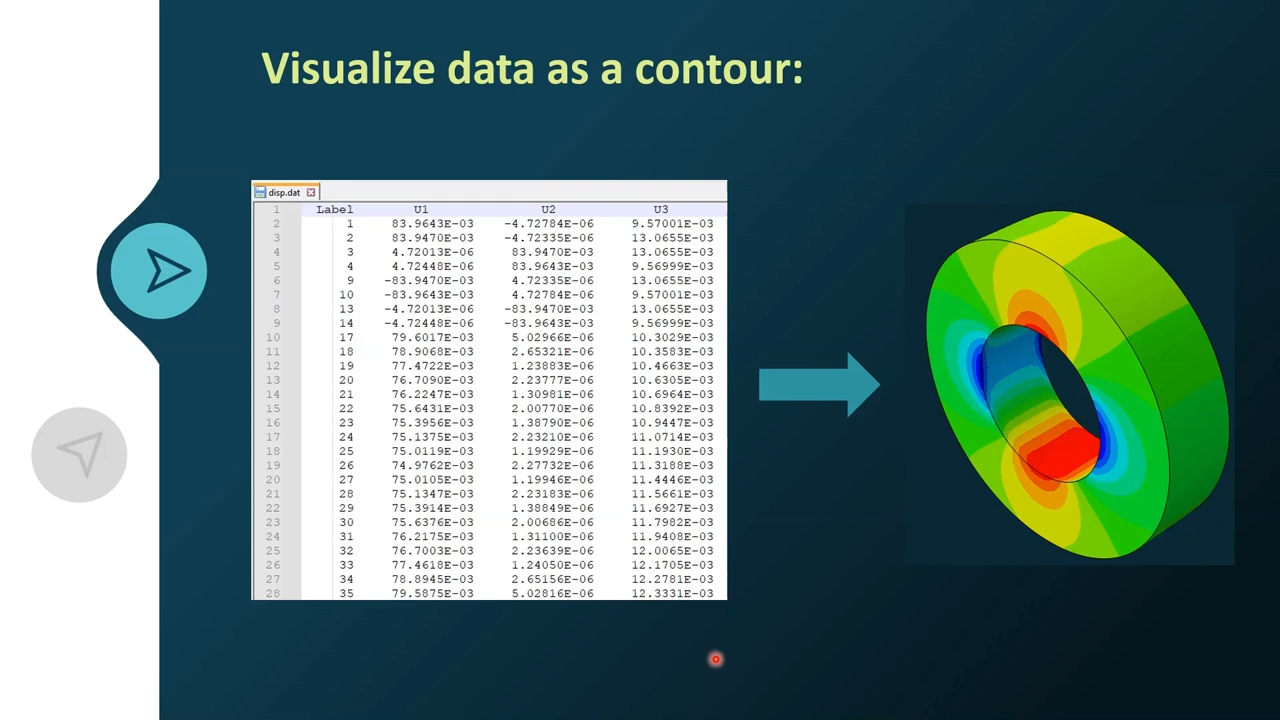 Visualize data as a contour:
disp.dat
1 Label U1 U2 U3
2 1 83.9643E-03 -4.72784E-06 9.57001E-03
3 2 83.9470E-03 -4.72335E-06 13.0655E-03
4 3 4.72013E-06 83.9470E-03 13.0655E-03
5 4 4.72448E-06 83.9643E-03 9.56999E-03
6 9 -83.9470E-03 4.72335E-06 13.0655E-03
7 10 -83.9643E-03 4.72784E-06 9.57001E-03
8 13 -4.72013E-06 -83.9470E-03 13.0655E-03
9 14 -4.72448E-06 -83.9643E-03 9.56999E-03
10 17 79.6017E-03 5.02966E-06 10.3029E-03
11 18 78.9068E-03 2.65321E-06 10.3583E-03
12 19 77.4722E-03 1.23883E-06 10.4663E-03
13 20 76.7090E-03 2.23777E-06 10.6305E-03
14 21 76.2247E-03 1.30981E-06 10.6964E-03
15 22 75.6431E-03 2.00770E-06 10.8392E-03
16 23 75.3956E-03 1.38790E-06 10.9447E-03
17 24 75.1375E-03 2.23210E-06 11.0714E-03
18 25 75.0119E-03 1.19929E-06 11.1930E-03
19 26 74.9762E-03 2.27732E-06 11.3188E-03
20 27 75.0105E-03 1.19946E-06 11.4446E-03
21 28 75.1347E-03 2.23183E-06 11.5661E-03
22 29 75.3914E-03 1.38849E-06 11.6927E-03
23 30 75.6376E-03 2.00686E-06 11.7982E-03
24 31 76.2175E-03 1.31100E-06 11.9408E-03
25 32 76.7003E-03 2.23639E-06 12.0065E-03
26 33 77.4618E-03 1.24050E-06 12.1705E-03
27 34 78.8945E-03 2.65156E-06 12.2781E-03
28 35 79.5875E-03 5.02816E-06 12.3331E-03